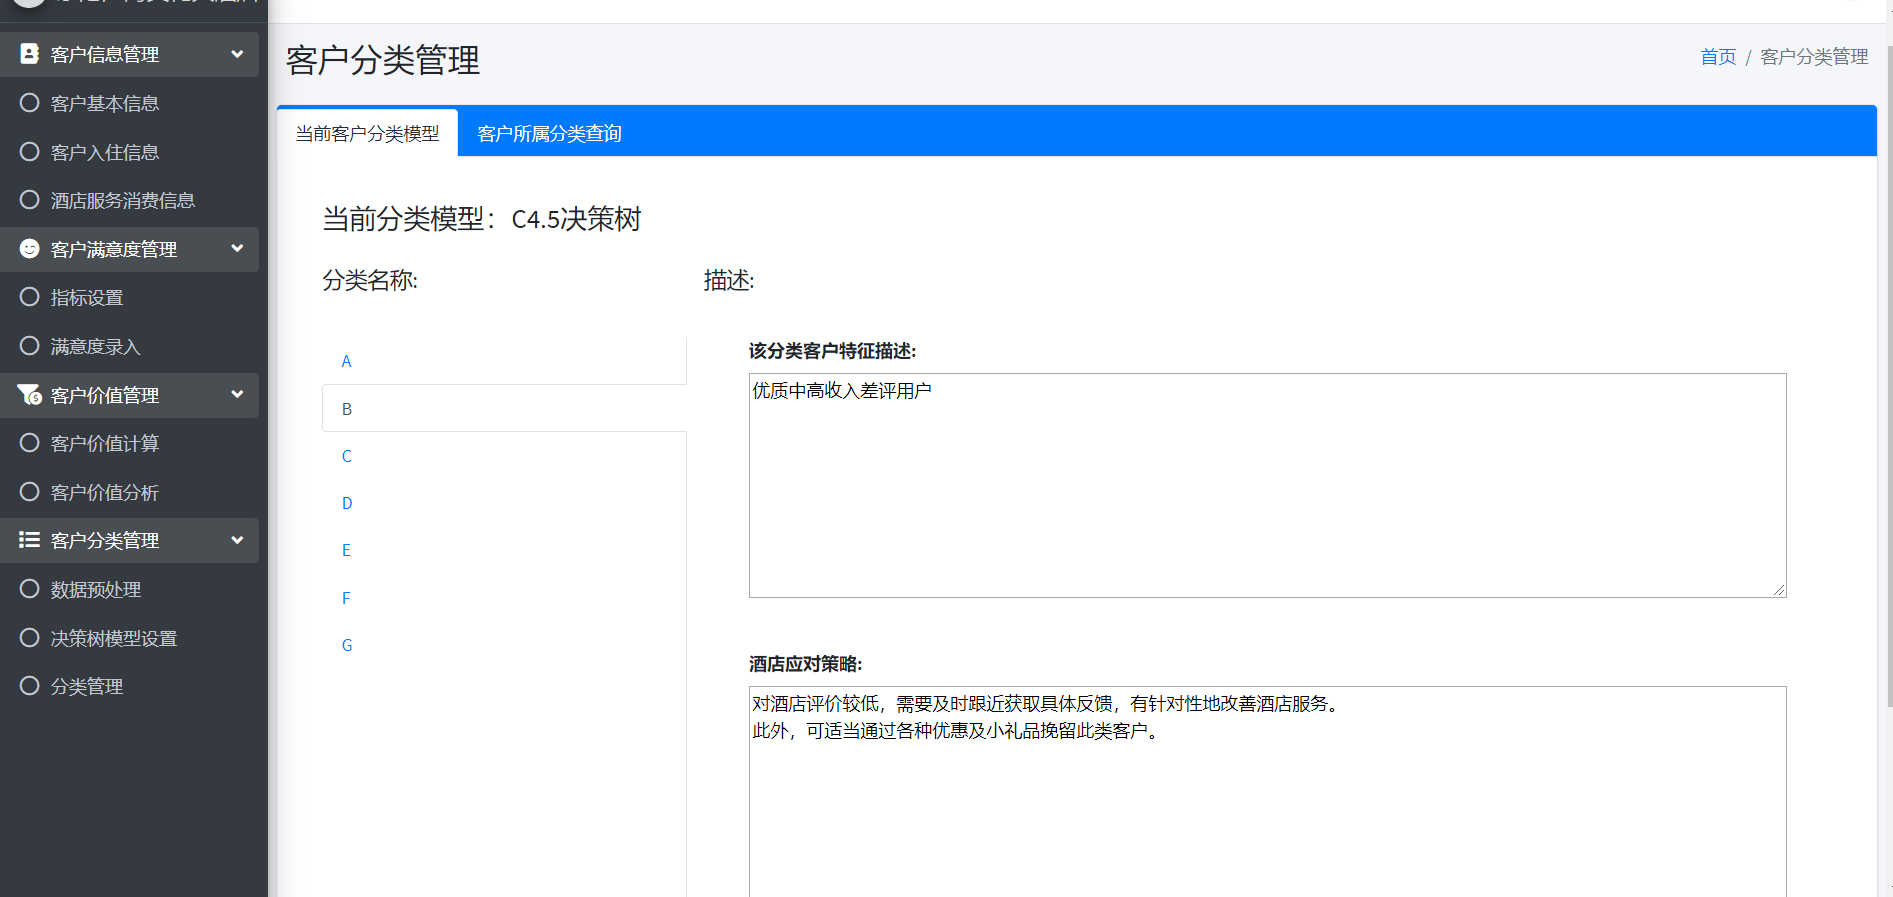 客户信息管理
客户基本信息
客户入住信息
酒店服务消费信息
客户满意度管理
指标设置
满意度录入
客户价值管理
客户价值计算
客户价值分析
客户分类管理
数据预处理
决策树模型设置
分类管理
客户分类管理
首页 / 客户分类管理
当前客户分类模型 客户所属分类查询
当前分类模型：C4.5决策树
分类名称: 描述:
A
B
C
D
E
F
G
该分类客户特征描述:
优质中高收入差评用户
酒店应对策略:
对酒店评价较低，需要及时跟近获取具体反馈，有针对性地改善酒店服务。
此外，可适当通过各种优惠及小礼品挽留此类客户。